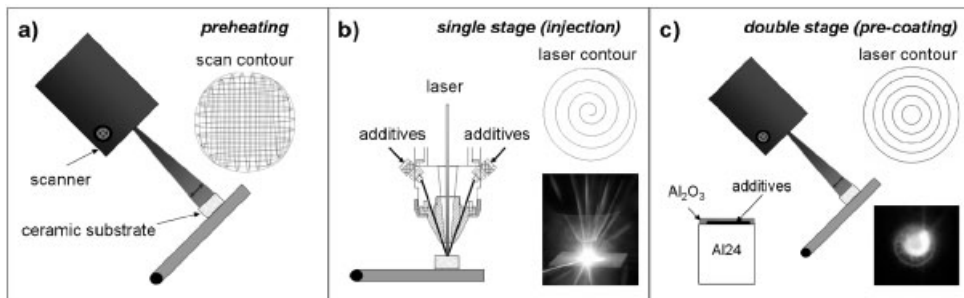 a)
preheating
scan contour
scanner
ceramic substrate
b)
single stage (injection)
laser contour
laser
additives
additives
c)
double stage (pre-coating)
laser contour
Al₂O₃
additives
Al24